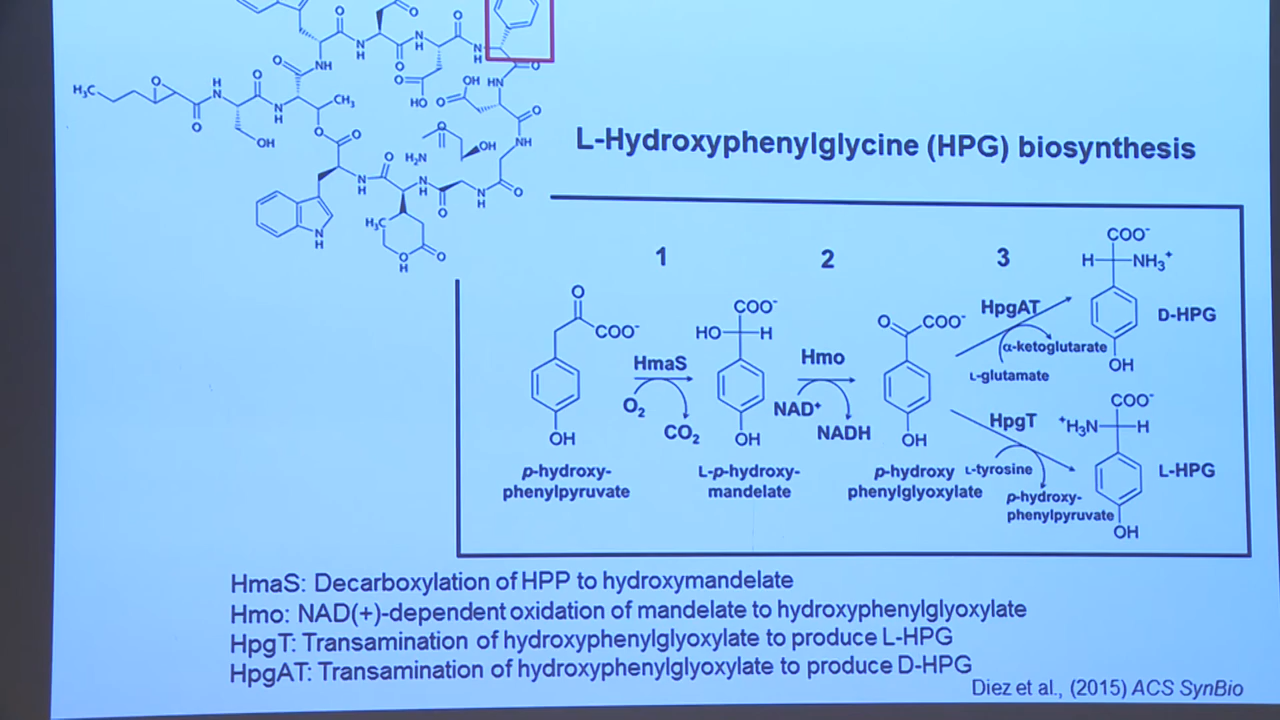 L-Hydroxyphenylglycine (HPG) biosynthesis
1 2 3
HmaS
O₂
CO₂
Hmo
NAD⁺
NADH
HpgAT
α-ketoglutarate
L-glutamate
HpgT
L-tyrosine
p-hydroxy-
phenylpyruvate
O
COO⁻
OH
p-hydroxy-
phenylpyruvate
COO⁻
HO H
OH
L-p-hydroxy-
mandelate
O COO⁻
OH
p-hydroxy
phenylglyoxylate
COO⁻
H NH₃⁺
OH
D-HPG
COO⁻
⁺H₃N H
OH
L-HPG
H₃C O O H N O N H OH O NH O CH₃
O N H O N H O N H O
O HO OH O HN O NH
O O N H O N H O N H O
H₂N O OH
N H
H₃C O H O
HmaS: Decarboxylation of HPP to hydroxymandelate
Hmo: NAD(+)-dependent oxidation of mandelate to hydroxyphenylglyoxylate
HpgT: Transamination of hydroxyphenylglyoxylate to produce L-HPG
HpgAT: Transamination of hydroxyphenylglyoxylate to produce D-HPG
Diez et al., (2015) ACS SynBio